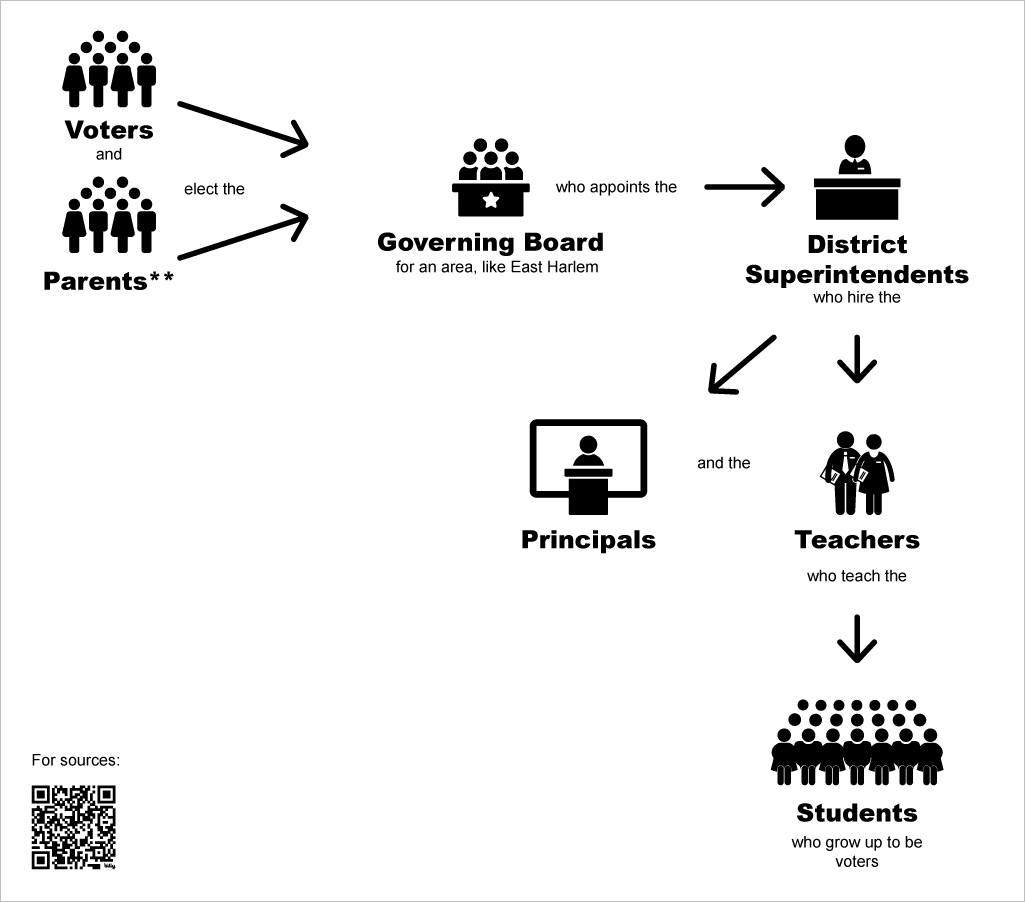 Voters
and
elect the
Parents**
Governing Board
for an area, like East Harlem
who appoints the
District
Superintendents
who hire the
Principals
and the
Teachers
who teach the
Students
who grow up to be
voters
For sources:
bitly